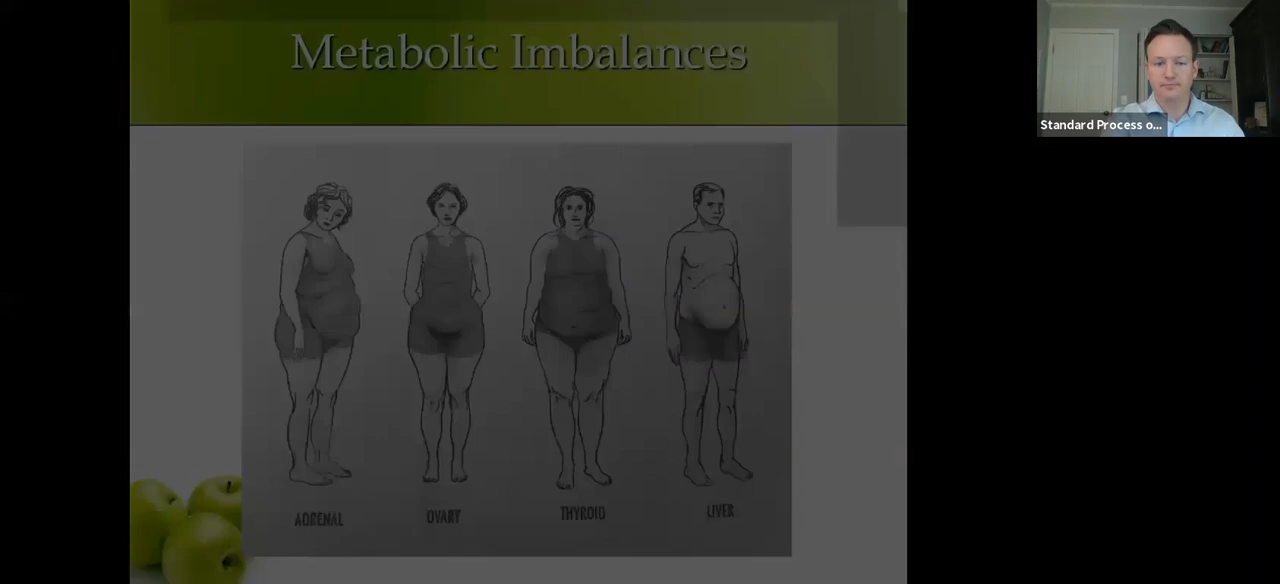 Metabolic Imbalances
Standard Process o...
ADRENAL
OVARY
THYROID
LIVER